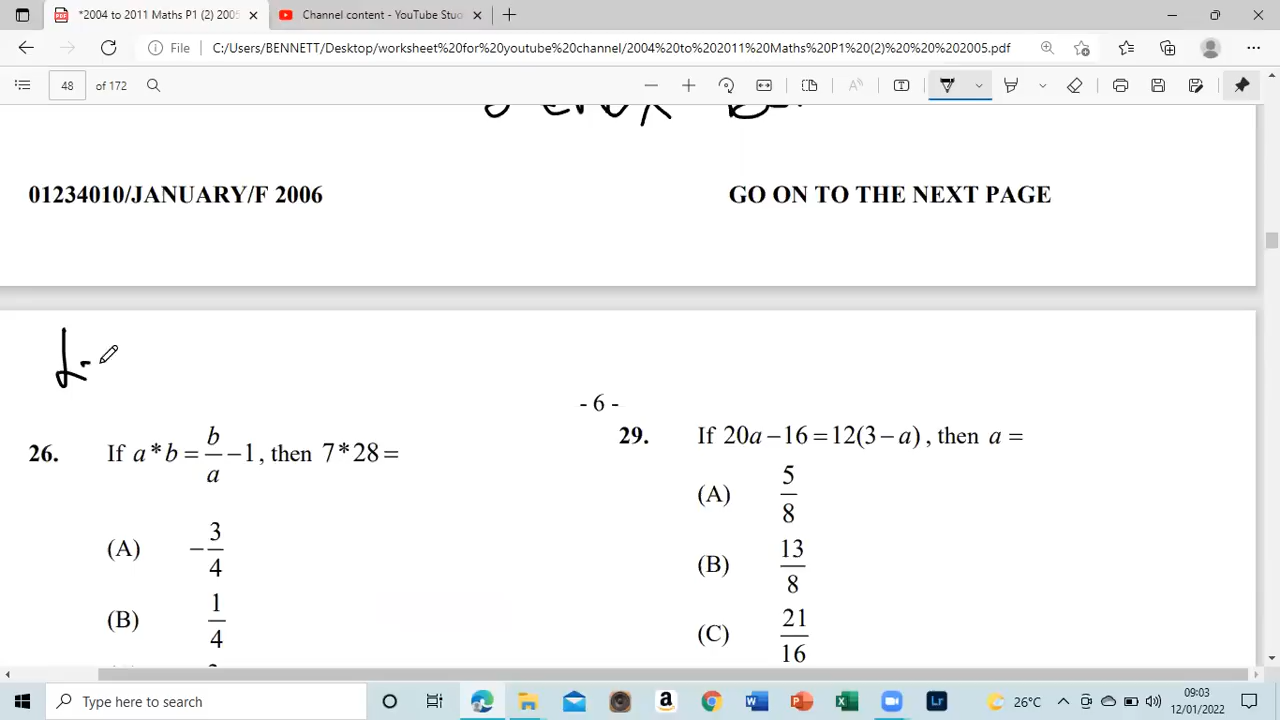 *2004 to 2011 Maths P1 (2) 2005
Channel content - YouTube Stuo
File
C:/Users/BENNETT/Desktop/worksheet%20for%20youtube%20channel/2004%20to%202011%20Maths%20P1%20(2)%20%20%202005.pdf
48 of 172
01234010/JANUARY/F 2006
GO ON TO THE NEXT PAGE
- 6 -
26. If a * b = b/a − 1, then 7 * 28 =
(A) − 3/4
(B) 1/4
29. If 20a − 16 = 12(3 − a), then a =
(A) 5/8
(B) 13/8
(C) 21/16
Type here to search
26°C
09:03
12/01/2022